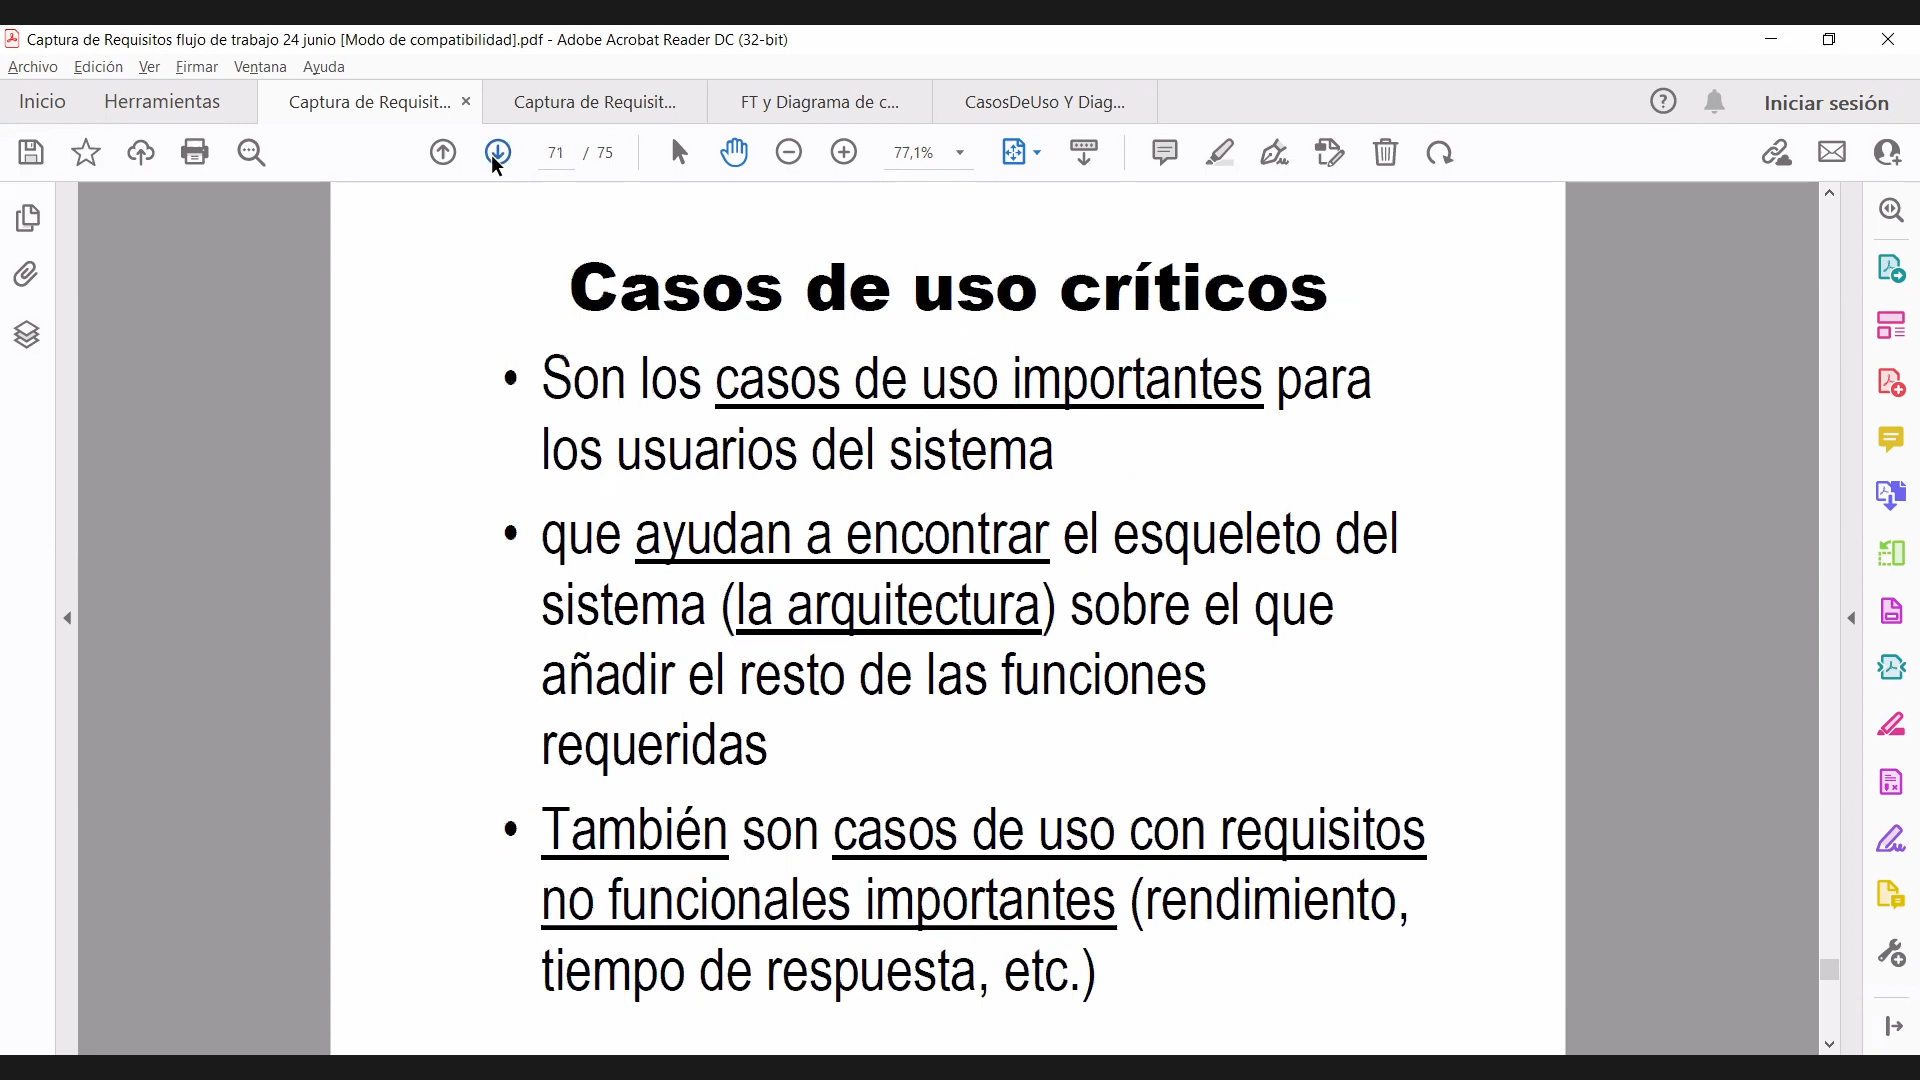 Captura de Requisitos flujo de trabajo 24 junio [Modo de compatibilidad].pdf - Adobe Acrobat Reader DC (32-bit)
Archivo Edición Ver Firmar Ventana Ayuda
Inicio Herramientas Captura de Requisit... × Captura de Requisit... FT y Diagrama de c... CasosDeUso Y Diag... Iniciar sesión
71 / 75 77,1%
Casos de uso críticos
• Son los casos de uso importantes para
los usuarios del sistema
• que ayudan a encontrar el esqueleto del
sistema (la arquitectura) sobre el que
añadir el resto de las funciones
requeridas
• También son casos de uso con requisitos
no funcionales importantes (rendimiento,
tiempo de respuesta, etc.)